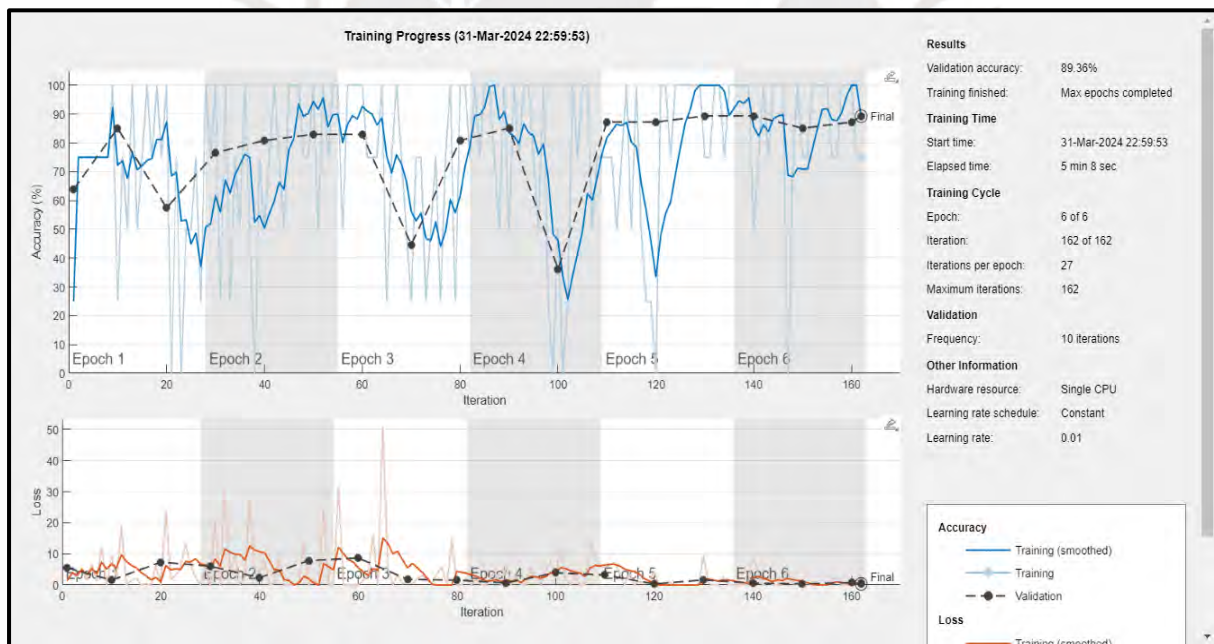 Training Progress (31-Mar-2024 22:59:53)
Accuracy (%)
100
90
80
70
60
50
40
30
20
10
0
Final
Epoch 1
Epoch 2
Epoch 3
Epoch 4
Epoch 5
Epoch 6
0 20 40 60 80 100 120 140 160
Iteration
Loss
50
40
30
20
10
0
Final
Epoch 1
Epoch 2
Epoch 3
Epoch 4
Epoch 5
Epoch 6
0 20 40 60 80 100 120 140 160
Iteration
Results
Validation accuracy: 89.36%
Training finished: Max epochs completed
Training Time
Start time: 31-Mar-2024 22:59:53
Elapsed time: 5 min 8 sec
Training Cycle
Epoch: 6 of 6
Iteration: 162 of 162
Iterations per epoch: 27
Maximum iterations: 162
Validation
Frequency: 10 iterations
Other Information
Hardware resource: Single CPU
Learning rate schedule: Constant
Learning rate: 0.01
Accuracy
Training (smoothed)
Training
Validation
Loss
Training (smoothed)